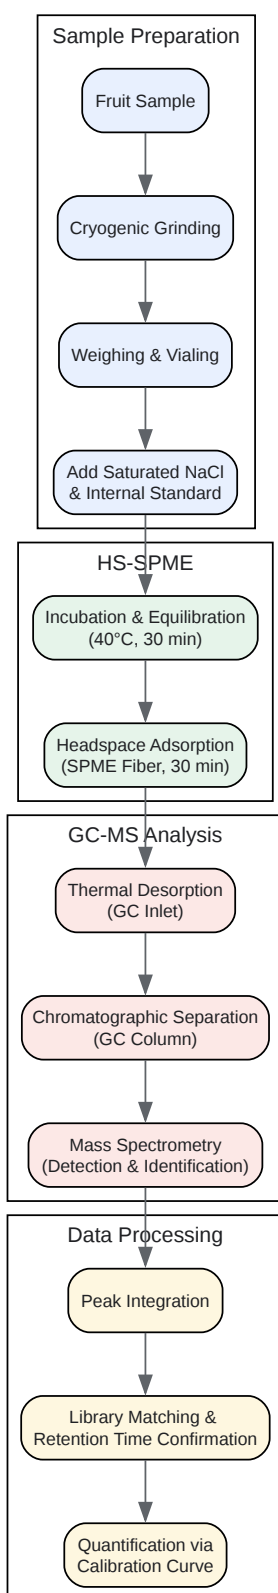 Sample Preparation
Fruit Sample
Cryogenic Grinding
Weighing & Vialing
Add Saturated NaCl
& Internal Standard
HS-SPME
Incubation & Equilibration
(40°C, 30 min)
Headspace Adsorption
(SPME Fiber, 30 min)
GC-MS Analysis
Thermal Desorption
(GC Inlet)
Chromatographic Separation
(GC Column)
Mass Spectrometry
(Detection & Identification)
Data Processing
Peak Integration
Library Matching &
Retention Time Confirmation
Quantification via
Calibration Curve